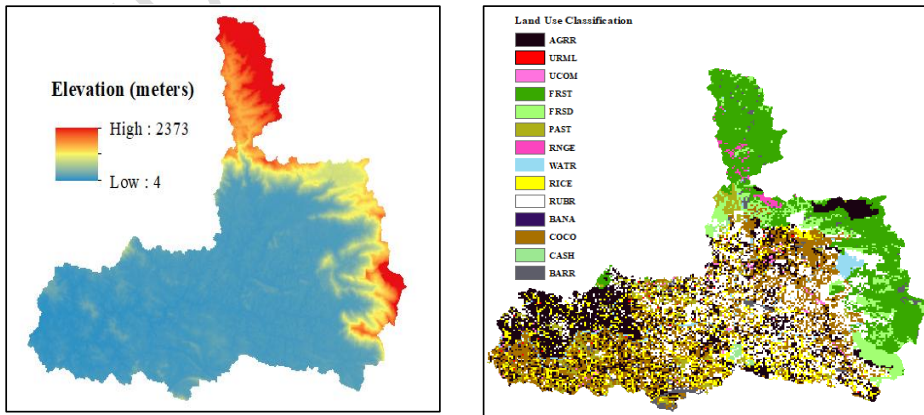 Elevation (meters)
High : 2373
Low : 4
Land Use Classification
AGRR
URML
UCOM
FRST
FRSD
PAST
RNGE
WATR
RICE
RUBR
BANA
COCO
CASH
BARR